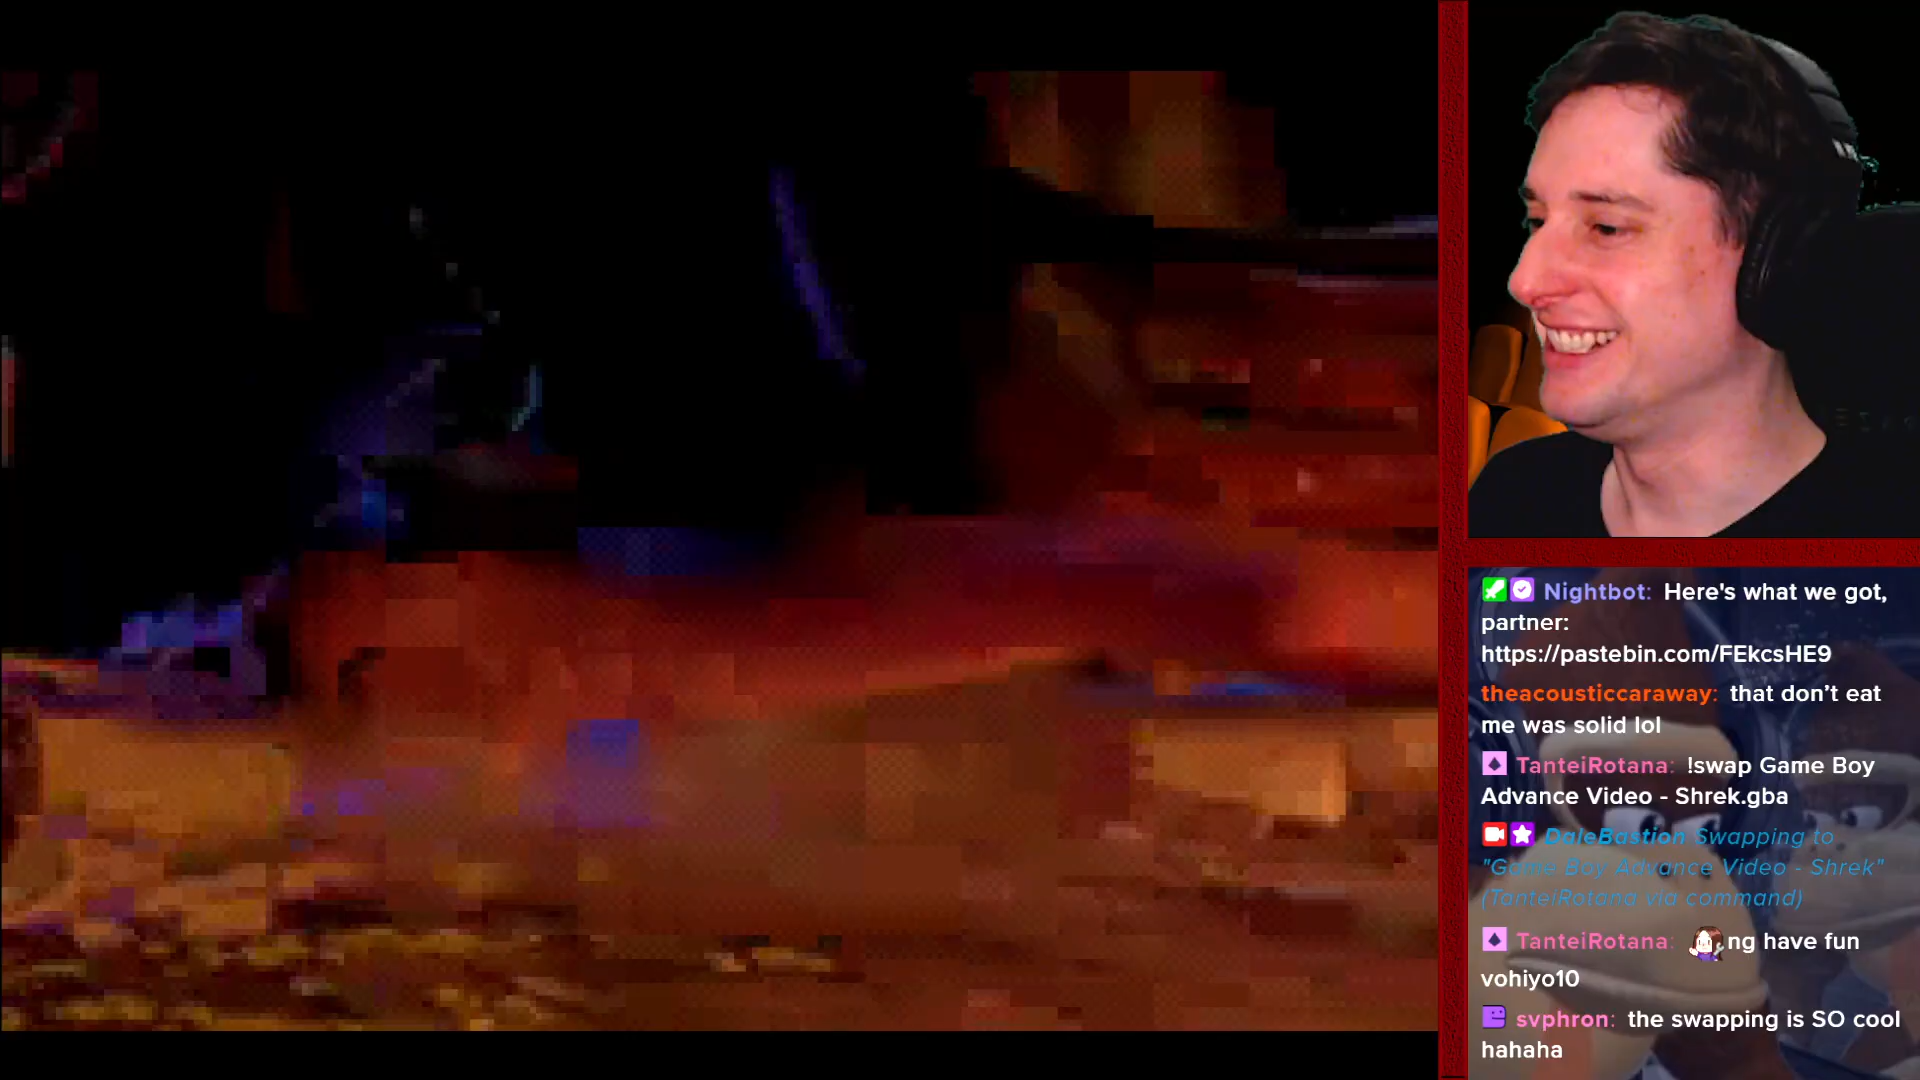 Nightbot: Here's what we got,
partner:
https://pastebin.com/FEkcsHE9
theacousticcaraway: that don’t eat
me was solid lol
TanteiRotana: !swap Game Boy
Advance Video - Shrek.gba
DaleBastion Swapping to
"Game Boy Advance Video - Shrek"
(TanteiRotana via command)
TanteiRotana: ng have fun
vohiyo10
svphron: the swapping is SO cool
hahaha